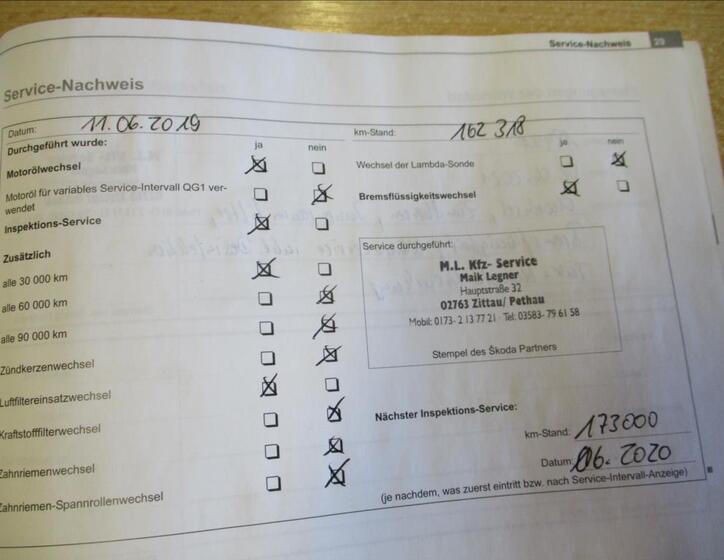 Service-Nachweis 29
Service-Nachweis
Datum: 11.06.2019 km-Stand: 162 318
Durchgeführt wurde: ja nein ja nein
Motorölwechsel
Wechsel der Lambda-Sonde
Motoröl für variables Service-Intervall QG1 ver-
wendet
Bremsflüssigkeitswechsel
Inspektions-Service
Zusätzlich
alle 30 000 km
alle 60 000 km
alle 90 000 km
Zündkerzenwechsel
Luftfiltereinsatzwechsel
Kraftstofffilterwechsel
Zahnriemenwechsel
Zahnriemen-Spannrollenwechsel
Service durchgeführt:
M.L. Kfz- Service
Maik Legner
Hauptstraße 32
02763 Zittau/ Pethau
Mobil: 0173- 2 13 77 21 · Tel: 03583- 79 61 58
Stempel des Škoda Partners
Nächster Inspektions-Service:
km-Stand: 173000
Datum: 06. 2020
(je nachdem, was zuerst eintritt bzw. nach Service-Intervall-Anzeige)